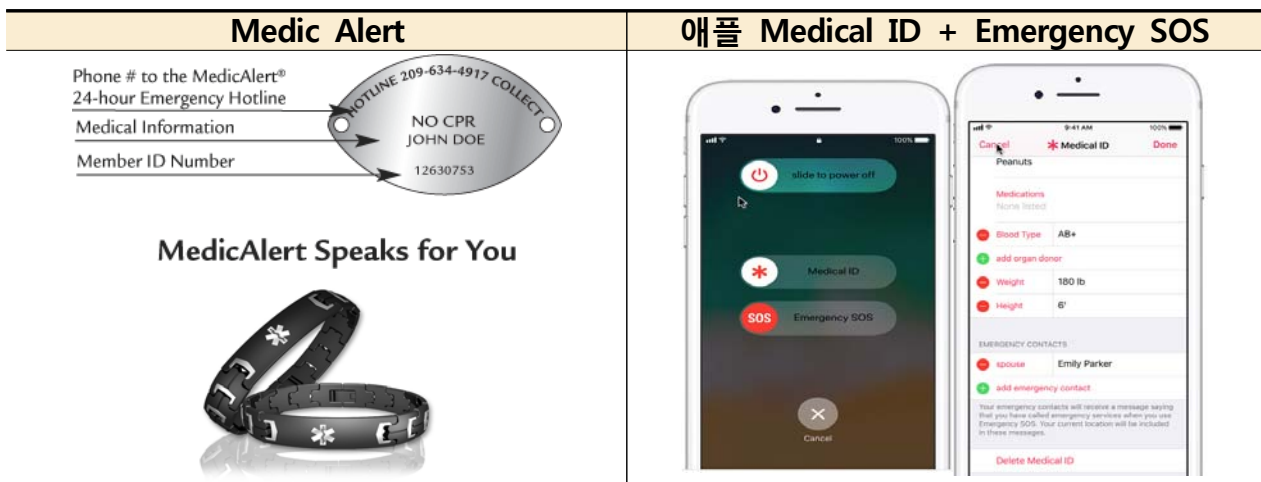 Medic Alert
애플 Medical ID + Emergency SOS
Phone # to the MedicAlert®
24-hour Emergency Hotline
Medical Information
Member ID Number
HOTLINE 209-634-4917 COLLECT
NO CPR
JOHN DOE
12630753
MedicAlert Speaks for You
100%
slide to power off
Medical ID
SOS
Emergency SOS
Cancel
9:41 AM
100%
Cancel
Medical ID
Done
Peanuts
Medications
None listed
Blood Type AB+
add organ donor
Weight 180 lb
Height 6'
EMERGENCY CONTACTS
spouse Emily Parker
add emergency contact
Your emergency contacts will receive a message saying
that you have called emergency services when you use
Emergency SOS. Your current location will be included
in these messages.
Delete Medical ID